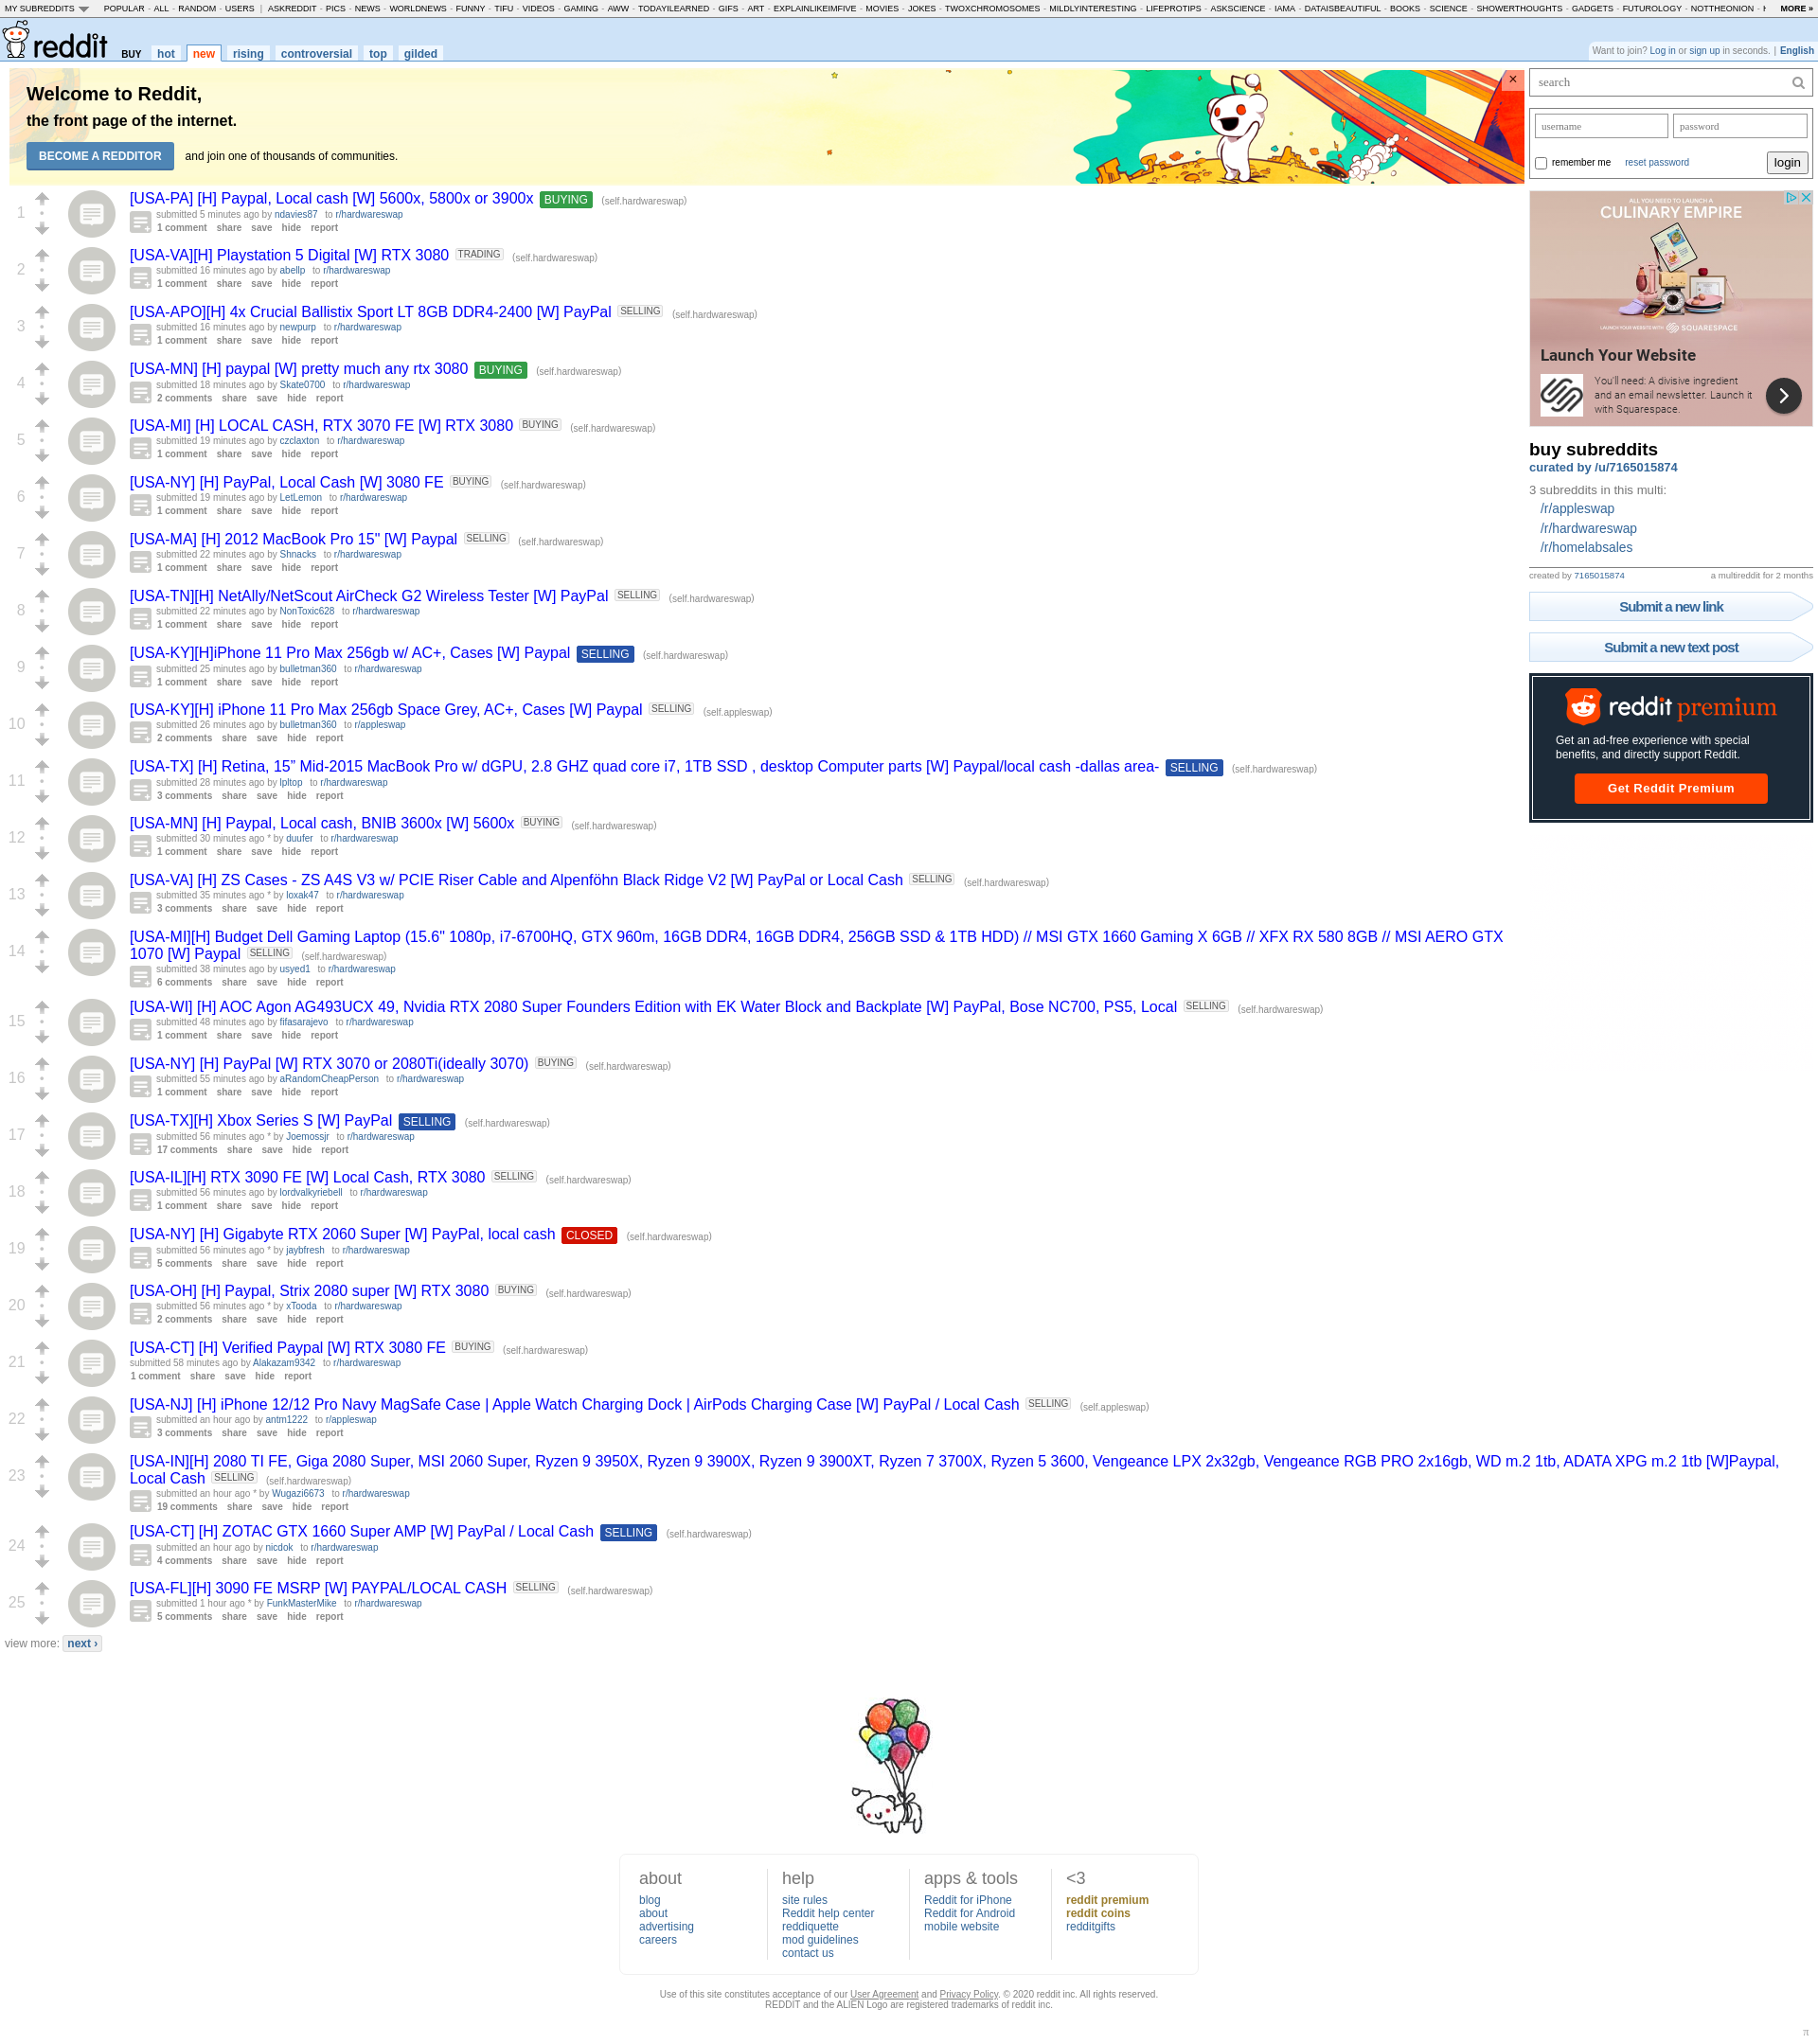 MY SUBREDDITS POPULAR - ALL - RANDOM - USERS | ASKREDDIT - PICS - NEWS - WORLDNEWS - FUNNY - TIFU - VIDEOS - GAMING - AWW - TODAYILEARNED - GIFS - ART - EXPLAINLIKEIMFIVE - MOVIES - JOKES - TWOXCHROMOSOMES - MILDLYINTERESTING - LIFEPROTIPS - ASKSCIENCE - IAMA - DATAISBEAUTIFUL - BOOKS - SCIENCE - SHOWERTHOUGHTS - GADGETS - FUTUROLOGY - NOTTHEONION - MORE »
reddit BUY hot new rising controversial top gilded
Want to join? Log in or sign up in seconds. | English
Welcome to Reddit,
the front page of the internet.
BECOME A REDDITOR and join one of thousands of communities.
1
[USA-PA] [H] Paypal, Local cash [W] 5600x, 5800x or 3900x BUYING (self.hardwareswap)
submitted 5 minutes ago by ndavies87 to r/hardwareswap
1 comment share save hide report
2
[USA-VA][H] Playstation 5 Digital [W] RTX 3080 TRADING (self.hardwareswap)
submitted 16 minutes ago by abellp to r/hardwareswap
1 comment share save hide report
3
[USA-APO][H] 4x Crucial Ballistix Sport LT 8GB DDR4-2400 [W] PayPal SELLING (self.hardwareswap)
submitted 16 minutes ago by newpurp to r/hardwareswap
1 comment share save hide report
4
[USA-MN] [H] paypal [W] pretty much any rtx 3080 BUYING (self.hardwareswap)
submitted 18 minutes ago by Skate0700 to r/hardwareswap
2 comments share save hide report
5
[USA-MI] [H] LOCAL CASH, RTX 3070 FE [W] RTX 3080 BUYING (self.hardwareswap)
submitted 19 minutes ago by czclaxton to r/hardwareswap
1 comment share save hide report
6
[USA-NY] [H] PayPal, Local Cash [W] 3080 FE BUYING (self.hardwareswap)
submitted 19 minutes ago by LetLemon to r/hardwareswap
1 comment share save hide report
7
[USA-MA] [H] 2012 MacBook Pro 15" [W] Paypal SELLING (self.hardwareswap)
submitted 22 minutes ago by Shnacks to r/hardwareswap
1 comment share save hide report
8
[USA-TN][H] NetAlly/NetScout AirCheck G2 Wireless Tester [W] PayPal SELLING (self.hardwareswap)
submitted 22 minutes ago by NonToxic628 to r/hardwareswap
1 comment share save hide report
9
[USA-KY][H]iPhone 11 Pro Max 256gb w/ AC+, Cases [W] Paypal SELLING (self.hardwareswap)
submitted 25 minutes ago by bulletman360 to r/hardwareswap
1 comment share save hide report
10
[USA-KY][H] iPhone 11 Pro Max 256gb Space Grey, AC+, Cases [W] Paypal SELLING (self.appleswap)
submitted 26 minutes ago by bulletman360 to r/appleswap
2 comments share save hide report
11
[USA-TX] [H] Retina, 15” Mid-2015 MacBook Pro w/ dGPU, 2.8 GHZ quad core i7, 1TB SSD , desktop Computer parts [W] Paypal/local cash -dallas area- SELLING (self.hardwareswap)
submitted 28 minutes ago by lpltop to r/hardwareswap
3 comments share save hide report
12
[USA-MN] [H] Paypal, Local cash, BNIB 3600x [W] 5600x BUYING (self.hardwareswap)
submitted 30 minutes ago * by duufer to r/hardwareswap
1 comment share save hide report
13
[USA-VA] [H] ZS Cases - ZS A4S V3 w/ PCIE Riser Cable and Alpenföhn Black Ridge V2 [W] PayPal or Local Cash SELLING (self.hardwareswap)
submitted 35 minutes ago * by loxak47 to r/hardwareswap
3 comments share save hide report
14
[USA-MI][H] Budget Dell Gaming Laptop (15.6" 1080p, i7-6700HQ, GTX 960m, 16GB DDR4, 16GB DDR4, 256GB SSD & 1TB HDD) // MSI GTX 1660 Gaming X 6GB // XFX RX 580 8GB // MSI AERO GTX
1070 [W] Paypal SELLING (self.hardwareswap)
submitted 38 minutes ago by usyed1 to r/hardwareswap
6 comments share save hide report
15
[USA-WI] [H] AOC Agon AG493UCX 49, Nvidia RTX 2080 Super Founders Edition with EK Water Block and Backplate [W] PayPal, Bose NC700, PS5, Local SELLING (self.hardwareswap)
submitted 48 minutes ago by fifasarajevo to r/hardwareswap
1 comment share save hide report
16
[USA-NY] [H] PayPal [W] RTX 3070 or 2080Ti(ideally 3070) BUYING (self.hardwareswap)
submitted 55 minutes ago by aRandomCheapPerson to r/hardwareswap
1 comment share save hide report
17
[USA-TX][H] Xbox Series S [W] PayPal SELLING (self.hardwareswap)
submitted 56 minutes ago * by Joemossjr to r/hardwareswap
17 comments share save hide report
18
[USA-IL][H] RTX 3090 FE [W] Local Cash, RTX 3080 SELLING (self.hardwareswap)
submitted 56 minutes ago by lordvalkyriebell to r/hardwareswap
1 comment share save hide report
19
[USA-NY] [H] Gigabyte RTX 2060 Super [W] PayPal, local cash CLOSED (self.hardwareswap)
submitted 56 minutes ago * by jaybfresh to r/hardwareswap
5 comments share save hide report
20
[USA-OH] [H] Paypal, Strix 2080 super [W] RTX 3080 BUYING (self.hardwareswap)
submitted 56 minutes ago * by xTooda to r/hardwareswap
2 comments share save hide report
21
[USA-CT] [H] Verified Paypal [W] RTX 3080 FE BUYING (self.hardwareswap)
submitted 58 minutes ago by Alakazam9342 to r/hardwareswap
1 comment share save hide report
22
[USA-NJ] [H] iPhone 12/12 Pro Navy MagSafe Case | Apple Watch Charging Dock | AirPods Charging Case [W] PayPal / Local Cash SELLING (self.appleswap)
submitted an hour ago by antm1222 to r/appleswap
3 comments share save hide report
23
[USA-IN][H] 2080 TI FE, Giga 2080 Super, MSI 2060 Super, Ryzen 9 3950X, Ryzen 9 3900X, Ryzen 9 3900XT, Ryzen 7 3700X, Ryzen 5 3600, Vengeance LPX 2x32gb, Vengeance RGB PRO 2x16gb, WD m.2 1tb, ADATA XPG m.2 1tb [W]Paypal,
Local Cash SELLING (self.hardwareswap)
submitted an hour ago * by Wugazi6673 to r/hardwareswap
19 comments share save hide report
24
[USA-CT] [H] ZOTAC GTX 1660 Super AMP [W] PayPal / Local Cash SELLING (self.hardwareswap)
submitted an hour ago by nicdok to r/hardwareswap
4 comments share save hide report
25
[USA-FL][H] 3090 FE MSRP [W] PAYPAL/LOCAL CASH SELLING (self.hardwareswap)
submitted 1 hour ago * by FunkMasterMike to r/hardwareswap
5 comments share save hide report
view more: next ›
search
username password
remember me reset password login
ALL YOU NEED TO LAUNCH A
CULINARY EMPIRE
LAUNCH YOUR WEBSITE WITH SQUARESPACE
Launch Your Website
You'll need: A divisive ingredient
and an email newsletter. Launch it
with Squarespace.
buy subreddits
curated by /u/7165015874
3 subreddits in this multi:
/r/appleswap
/r/hardwareswap
/r/homelabsales
created by 7165015874 a multireddit for 2 months
Submit a new link
Submit a new text post
reddit premium
Get an ad-free experience with special
benefits, and directly support Reddit.
Get Reddit Premium
about
blog
about
advertising
careers
help
site rules
Reddit help center
reddiquette
mod guidelines
contact us
apps & tools
Reddit for iPhone
Reddit for Android
mobile website
<3
reddit premium
reddit coins
redditgifts
Use of this site constitutes acceptance of our User Agreement and Privacy Policy. © 2020 reddit inc. All rights reserved.
REDDIT and the ALIEN Logo are registered trademarks of reddit inc.
π